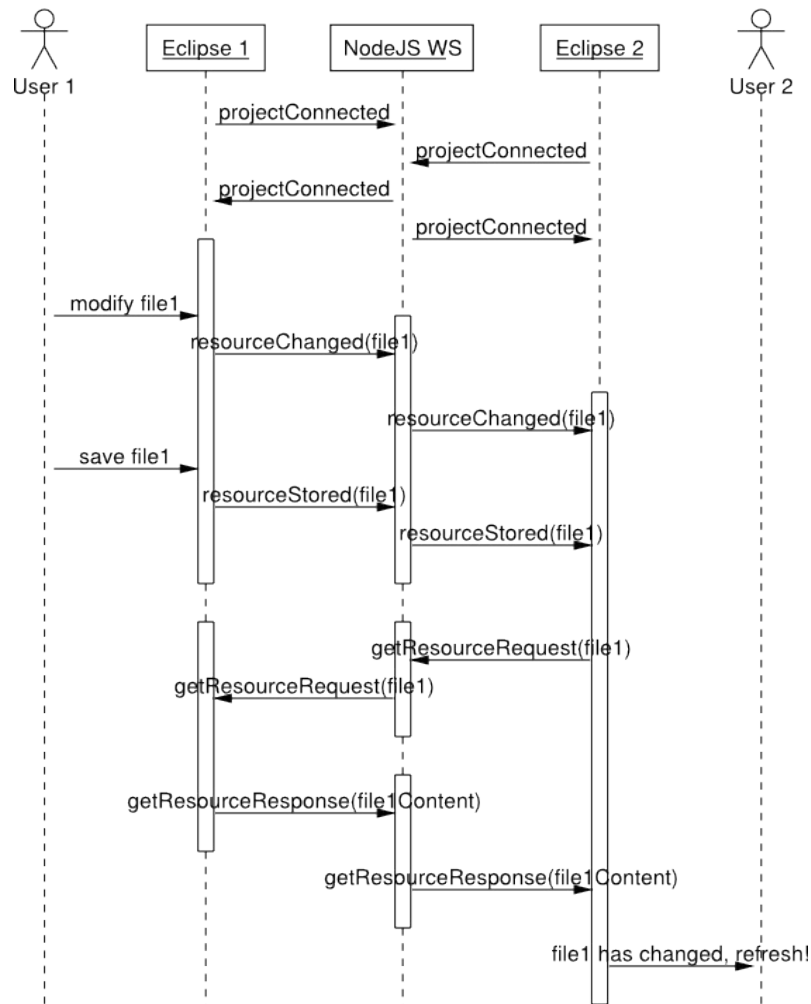 Eclipse 1
NodeJS WS
Eclipse 2
User 1
User 2
projectConnected
projectConnected
projectConnected
projectConnected
modify file1
resourceChanged(file1)
resourceChanged(file1)
save file1
resourceStored(file1)
resourceStored(file1)
getResourceRequest(file1)
getResourceRequest(file1)
getResourceResponse(file1Content)
getResourceResponse(file1Content)
file1 has changed, refresh!